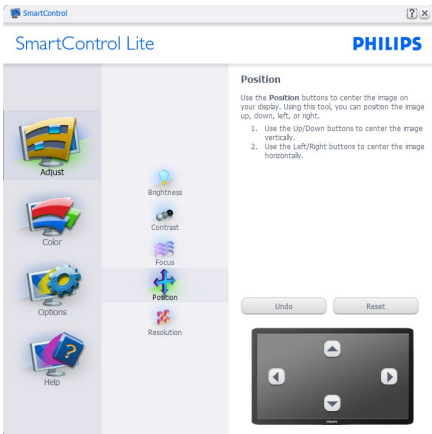 SmartControl
SmartControl Lite
PHILIPS
Adjust
Color
Options
Help
Brightness
Contrast
Focus
Position
Resolution
Position
Use the Position buttons to center the image on
your display. Using this tool, you can position the image
up, down, left, or right.
1. Use the Up/Down buttons to center the image
vertically.
2. Use the Left/Right buttons to center the image
horizontally.
Undo
Reset
PHILIPS